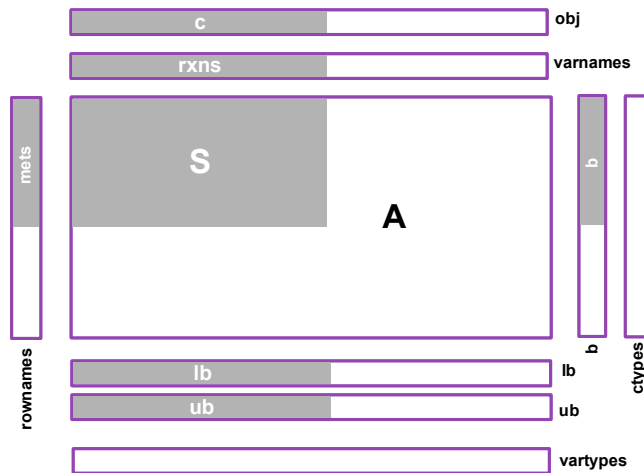 c
obj
rxns
varnames
mets
S
A
b
rownames
b
ctypes
lb
lb
ub
ub
vartypes